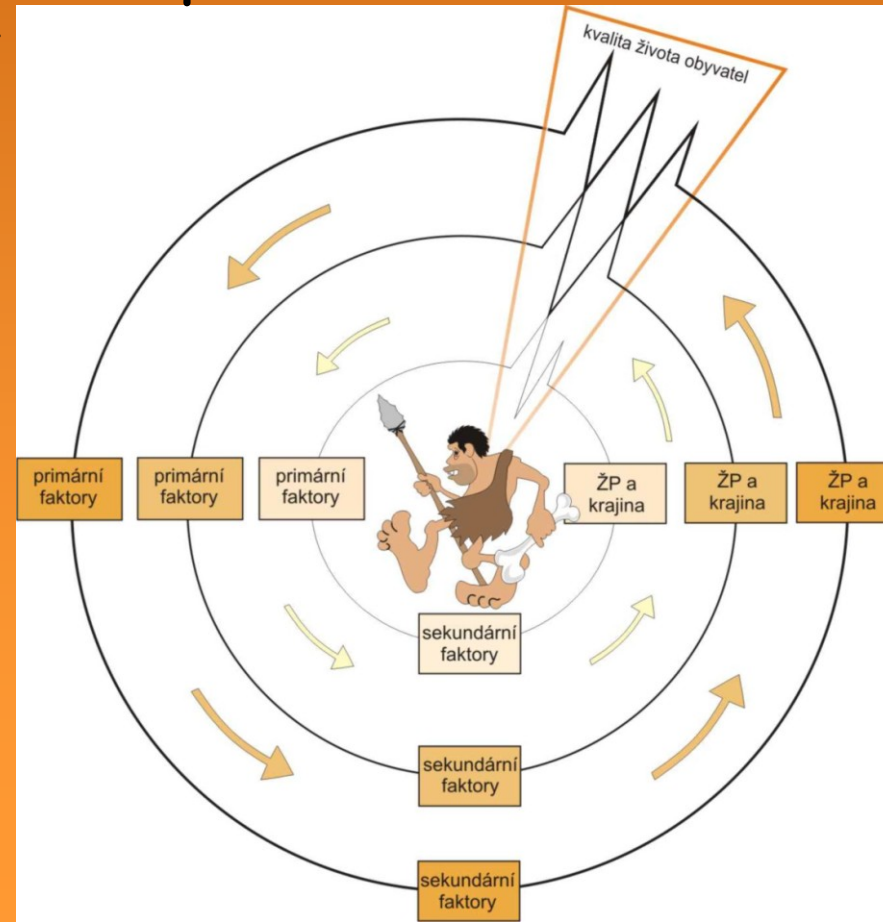 kvalita života obyvatel
primární
faktory
primární
faktory
primární
faktory
ŽP a
krajina
ŽP a
krajina
ŽP a
krajina
sekundární
faktory
sekundární
faktory
sekundární
faktory